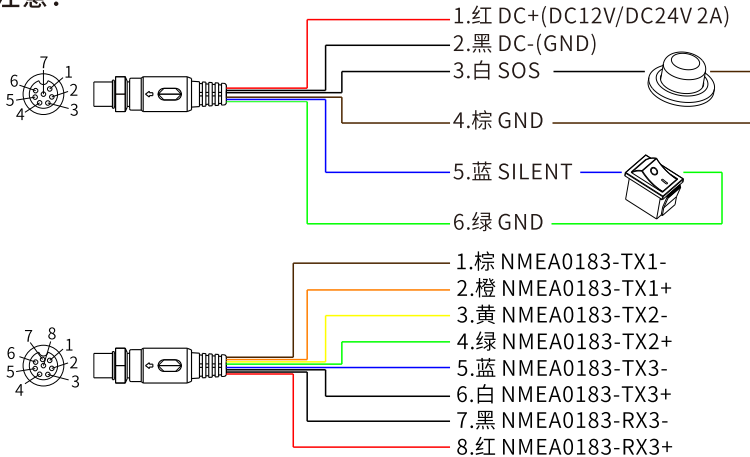 注意：
1.红 DC+(DC12V/DC24V 2A)
2.黑 DC-(GND)
3.白 SOS
4.棕 GND
5.蓝 SILENT
6.绿 GND
7
6 1
5 2
4 3
1.棕 NMEA0183-TX1-
2.橙 NMEA0183-TX1+
3.黄 NMEA0183-TX2-
4.绿 NMEA0183-TX2+
5.蓝 NMEA0183-TX3-
6.白 NMEA0183-TX3+
7.黑 NMEA0183-RX3-
8.红 NMEA0183-RX3+
7 8
6 1
5 2
4 3